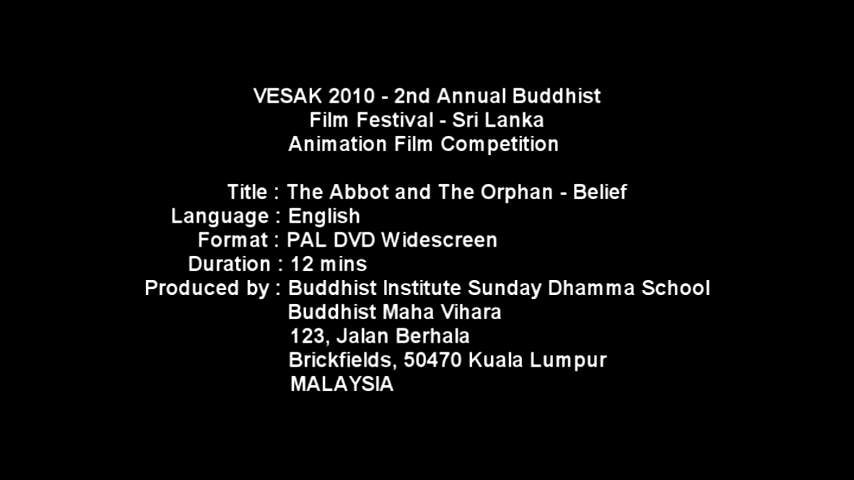 VESAK 2010 - 2nd Annual Buddhist
Film Festival - Sri Lanka
Animation Film Competition
Title : The Abbot and The Orphan - Belief
Language : English
Format : PAL DVD Widescreen
Duration : 12 mins
Produced by : Buddhist Institute Sunday Dhamma School
Buddhist Maha Vihara
123, Jalan Berhala
Brickfields, 50470 Kuala Lumpur
MALAYSIA